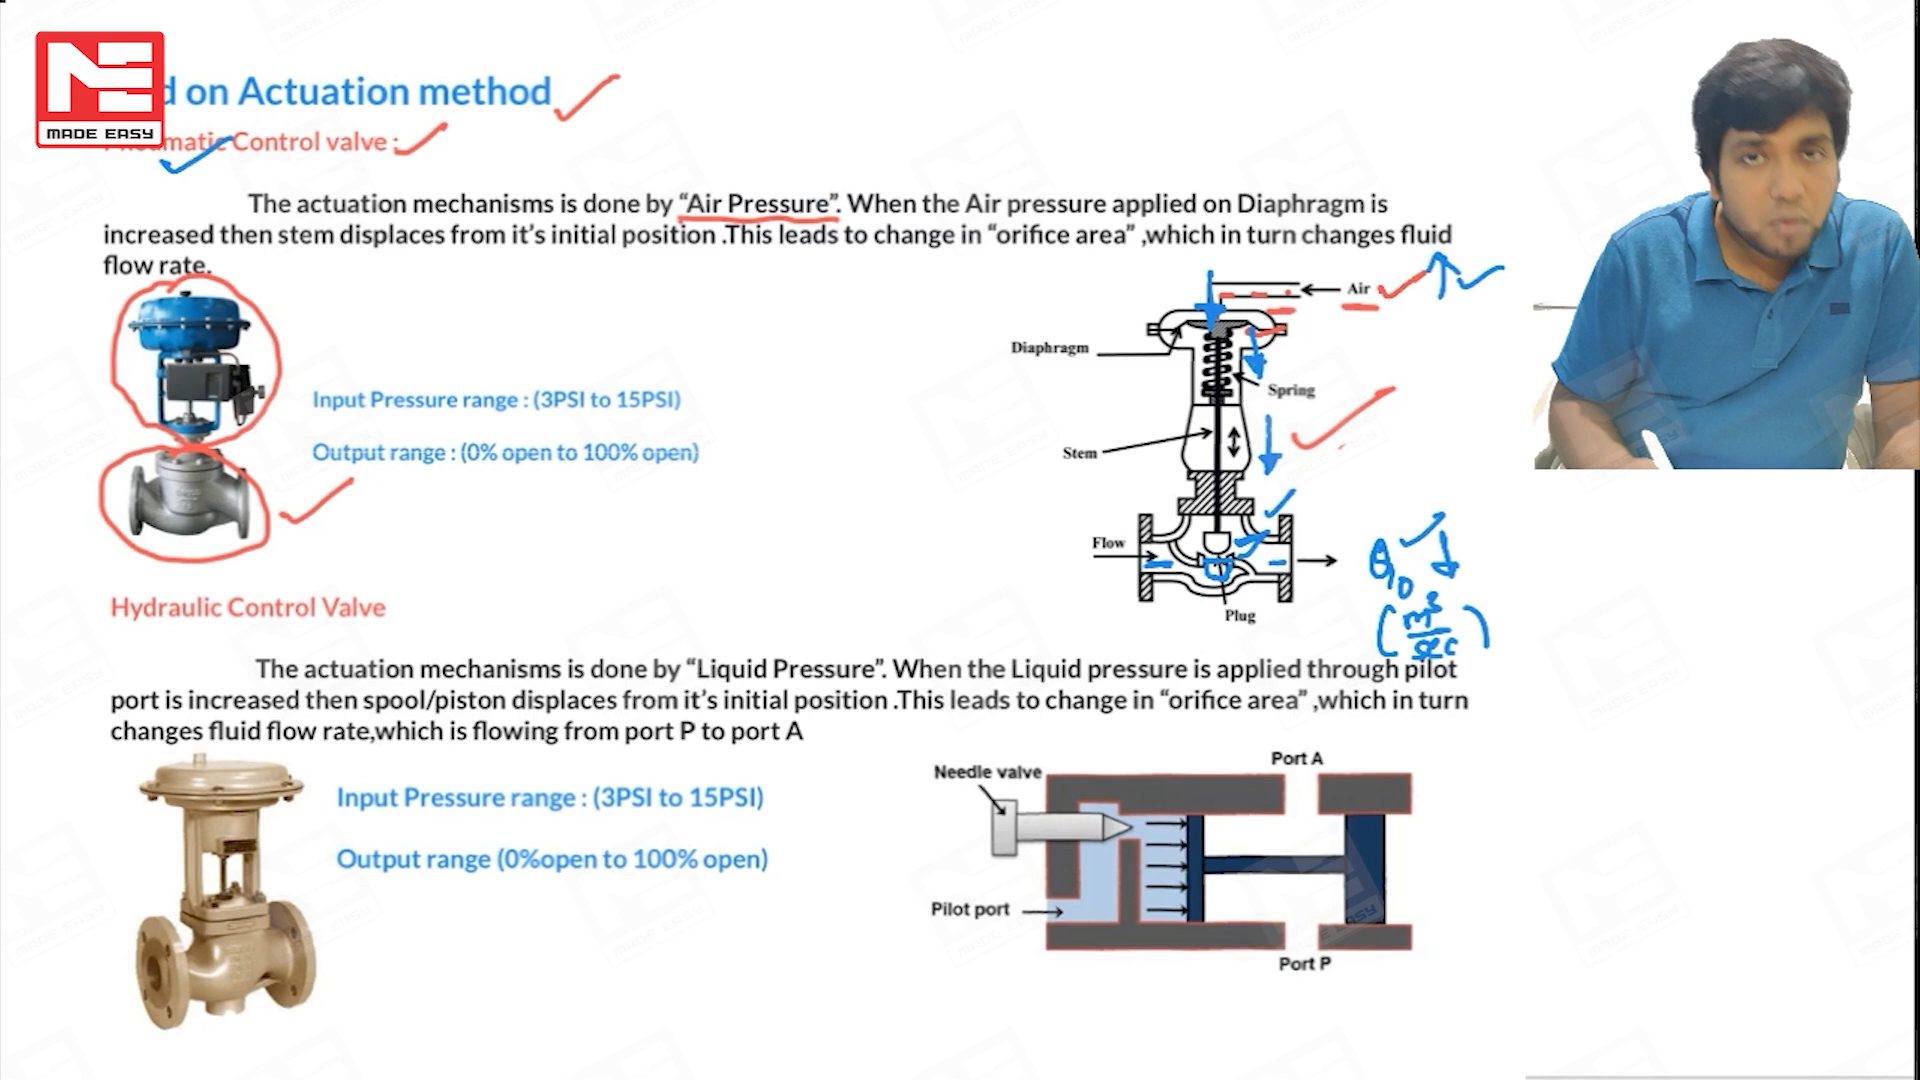 MADE EASY
d on Actuation method
matic Control valve :
The actuation mechanisms is done by “Air Pressure”. When the Air pressure applied on Diaphragm is
increased then stem displaces from it’s initial position .This leads to change in “orifice area” ,which in turn changes fluid
flow rate.
Air
Diaphragm
Spring
Input Pressure range : (3PSI to 15PSI)
Output range : (0% open to 100% open)
Stem
Flow
Plug
(m³/sec)
Hydraulic Control Valve
The actuation mechanisms is done by “Liquid Pressure”. When the Liquid pressure is applied through pilot
port is increased then spool/piston displaces from it’s initial position .This leads to change in “orifice area” ,which in turn
changes fluid flow rate,which is flowing from port P to port A
Port A
Needle valve
Input Pressure range : (3PSI to 15PSI)
Output range (0%open to 100% open)
Pilot port
Port P